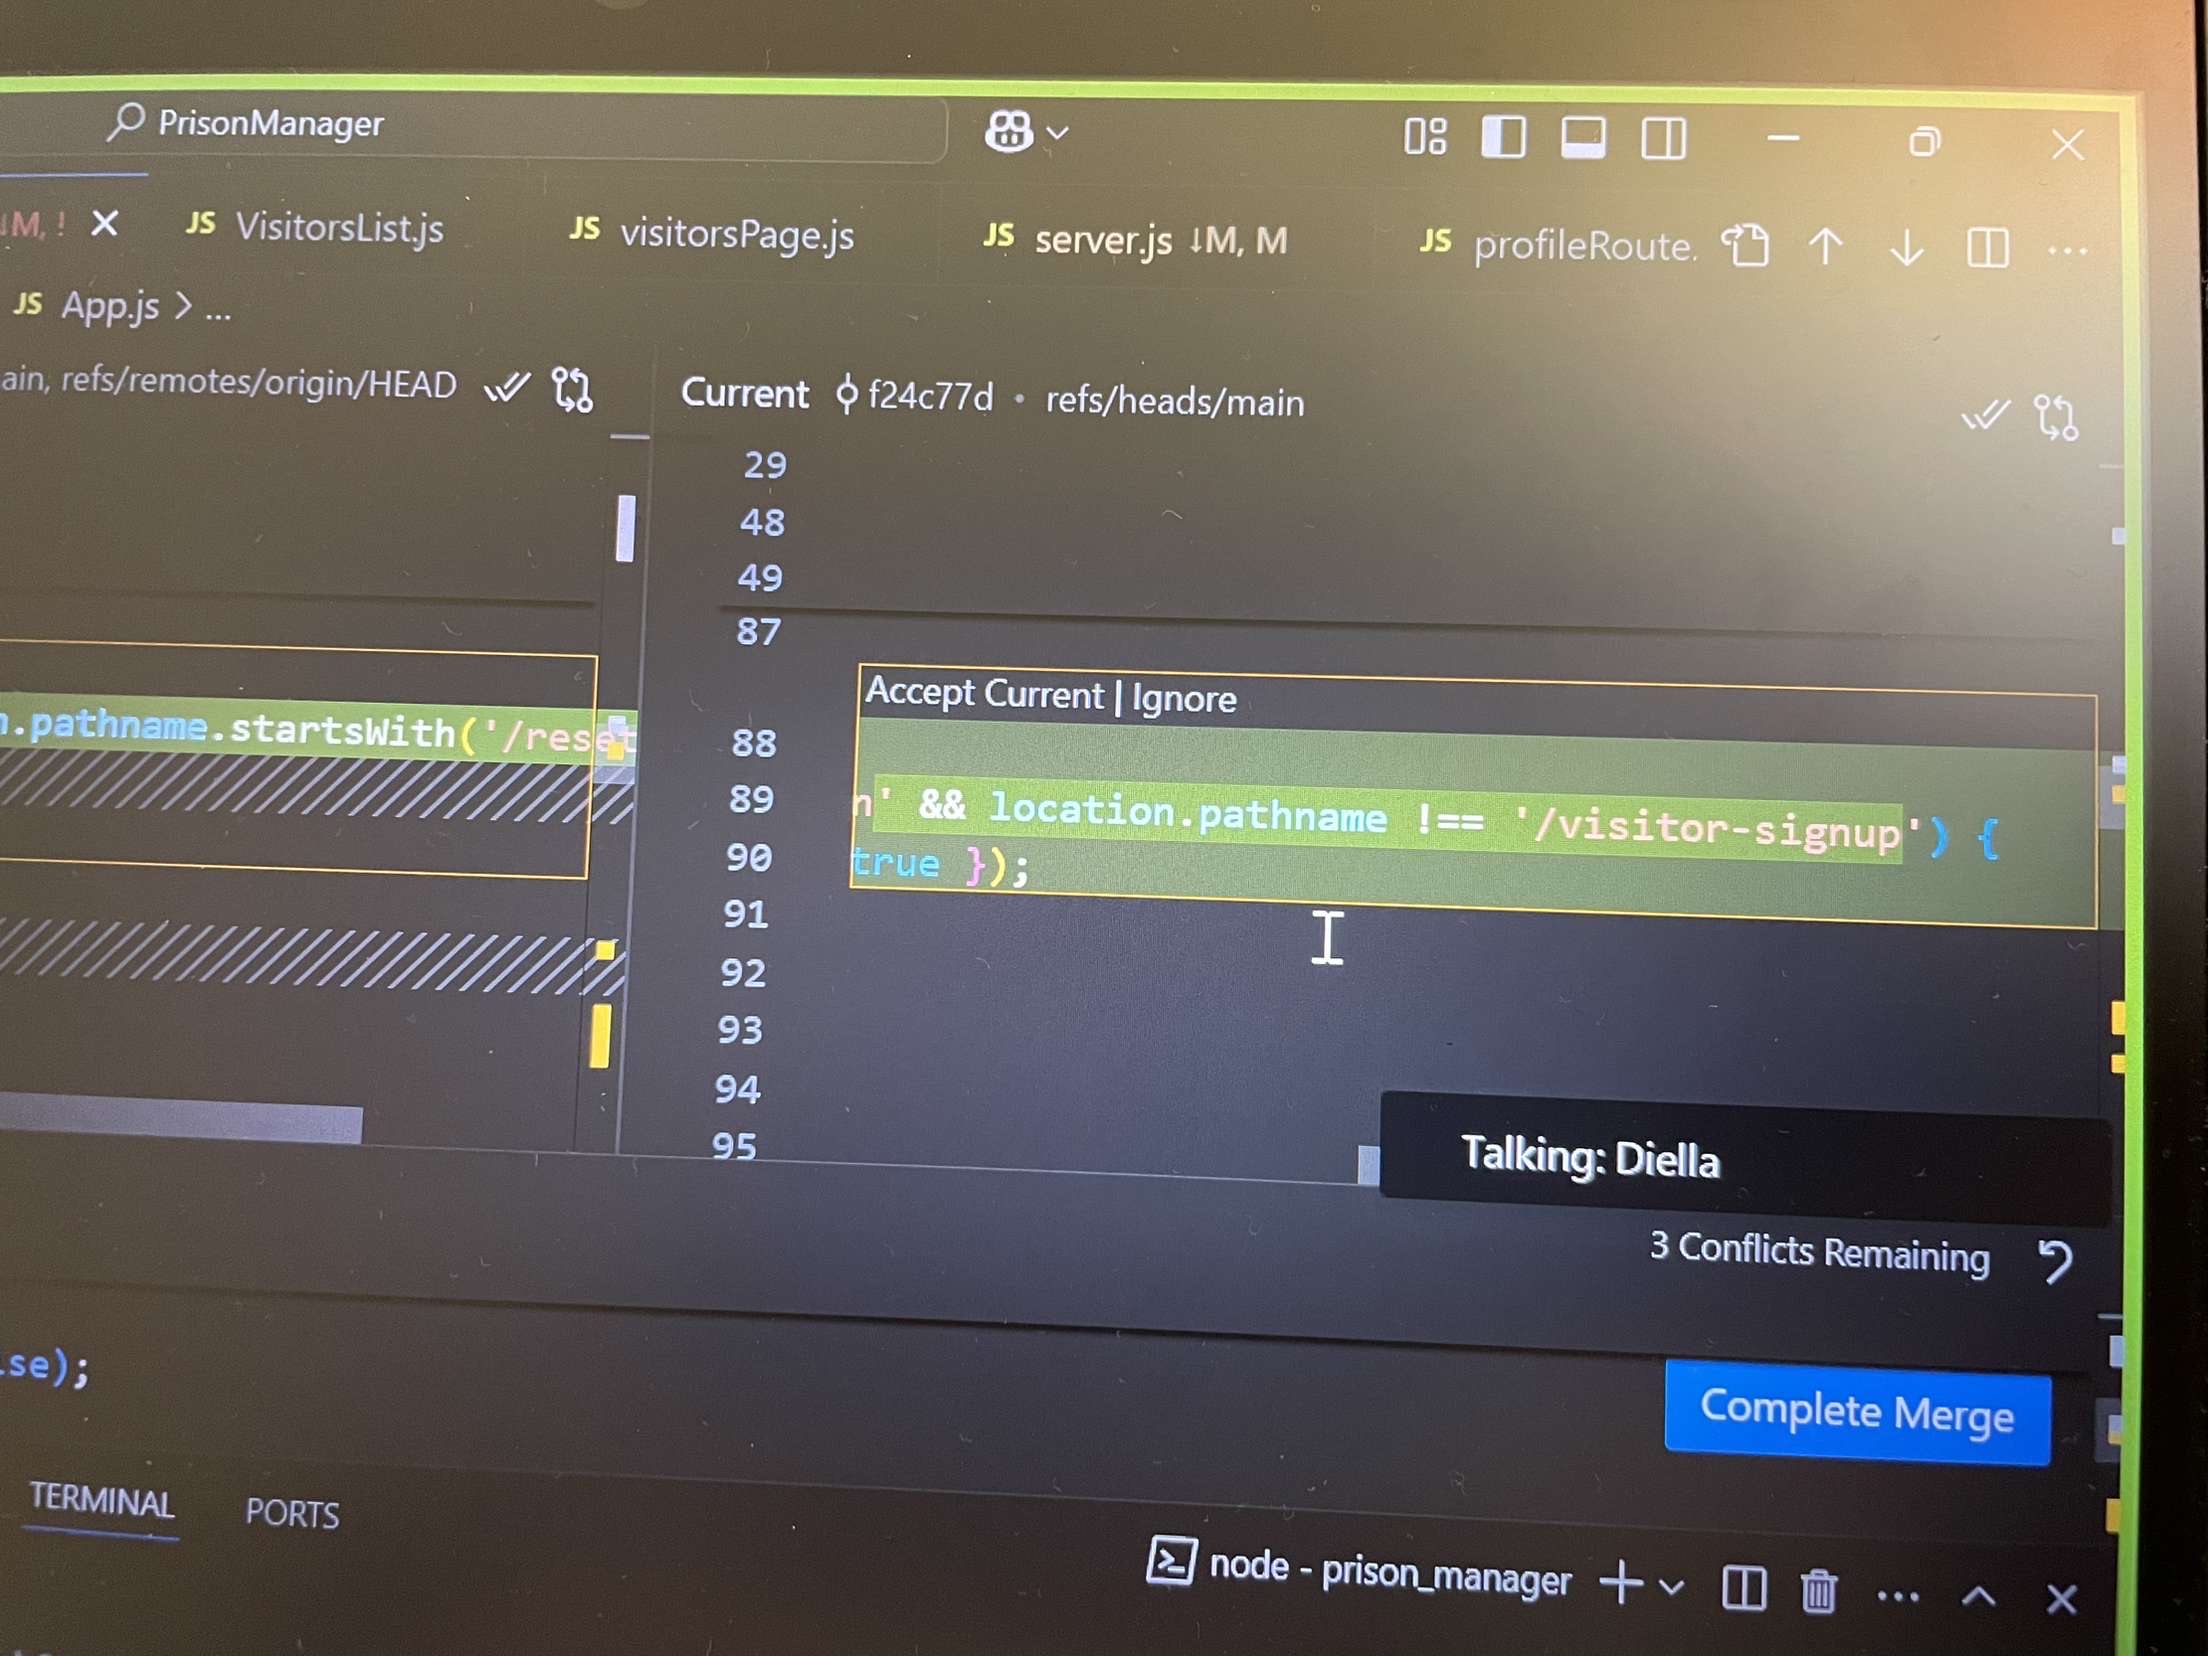 PrisonManager
↓M, ! JS VisitorsList.js JS visitorsPage.js JS server.js ↓M, M JS profileRoute.
JS App.js > ...
ain, refs/remotes/origin/HEAD Current f24c77d • refs/heads/main
29
48
49
87
Accept Current | Ignore
n.pathname.startsWith('/reset
88
89 n' && location.pathname !== '/visitor-signup') {
90 true });
91
92
93
94
95
Talking: Diella
3 Conflicts Remaining
lse);
Complete Merge
TERMINAL PORTS
node - prison_manager